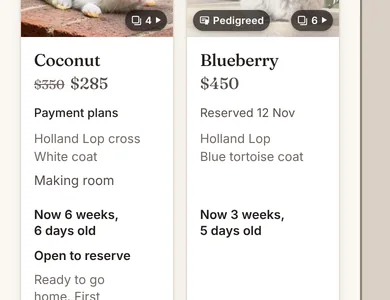 4
Coconut
$350 $285
Payment plans
Holland Lop cross
White coat
Making room
Now 6 weeks,
6 days old
Open to reserve
Ready to go
home. First
Pedigreed
6
Blueberry
$450
Reserved 12 Nov
Holland Lop
Blue tortoise coat
Now 3 weeks,
5 days old